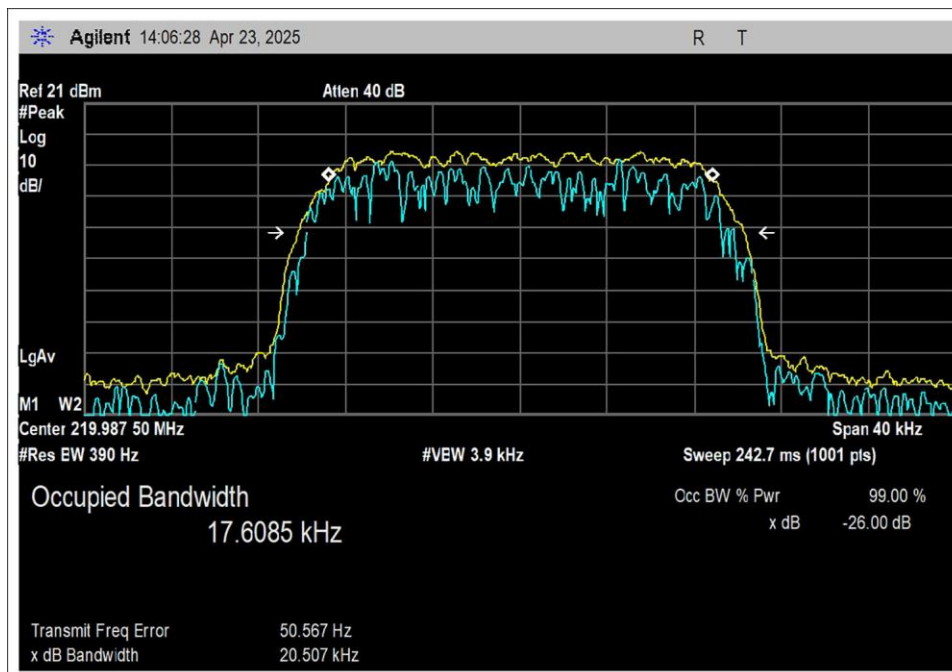 Agilent 14:06:28 Apr 23, 2025 R T
Ref 21 dBm Atten 40 dB
#Peak
Log
10
dB/
LgAv
M1 W2
Center 219.987 50 MHz Span 40 kHz
#Res BW 390 Hz #VBW 3.9 kHz Sweep 242.7 ms (1001 pts)
Occupied Bandwidth Occ BW % Pwr 99.00 %
17.6085 kHz x dB -26.00 dB
Transmit Freq Error 50.567 Hz
x dB Bandwidth 20.507 kHz